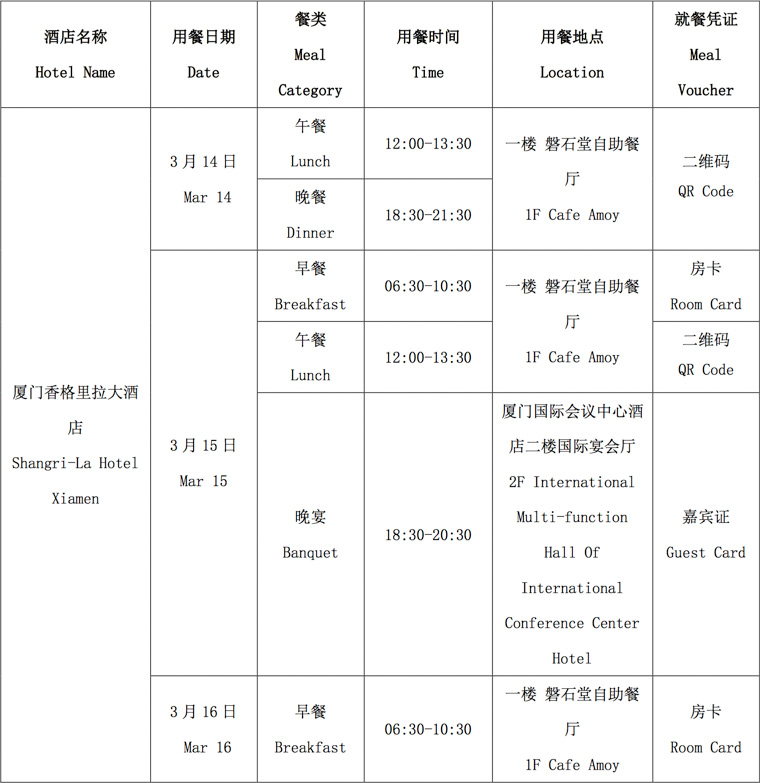 酒店名称
Hotel Name
用餐日期
Date
餐类
Meal
Category
用餐时间
Time
用餐地点
Location
就餐凭证
Meal
Voucher
厦门香格里拉大酒
店
Shangri-La Hotel
Xiamen
3 月 14 日
Mar 14
午餐
Lunch
12:00-13:30
一楼 磐石堂自助餐
厅
1F Cafe Amoy
二维码
QR Code
晚餐
Dinner
18:30-21:30
3 月 15 日
Mar 15
早餐
Breakfast
06:30-10:30
一楼 磐石堂自助餐
厅
1F Cafe Amoy
房卡
Room Card
午餐
Lunch
12:00-13:30
二维码
QR Code
晚宴
Banquet
18:30-20:30
厦门国际会议中心酒
店二楼国际宴会厅
2F International
Multi-function
Hall Of
International
Conference Center
Hotel
嘉宾证
Guest Card
3 月 16 日
Mar 16
早餐
Breakfast
06:30-10:30
一楼 磐石堂自助餐
厅
1F Cafe Amoy
房卡
Room Card